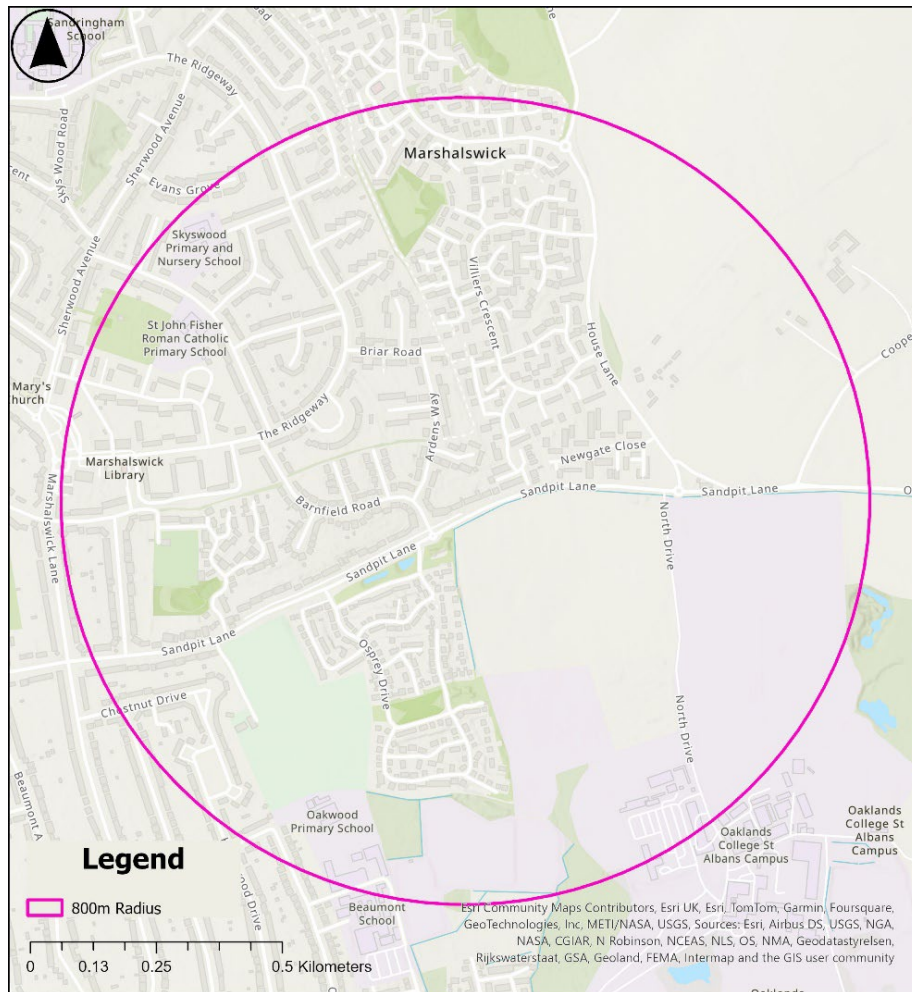 Sandringham
School
The Ridgeway
Skys Wood Road
Sherwood Avenue
Evans Grove
Marshalswick
Skyswood
Primary and
Nursery School
Sherwood Avenue
Villiers Crescent
St John Fisher
Roman Catholic
Primary School
Briar Road
House Lane
Mary's
The Ridgeway
Ardens Way
Marshalswick
Library
Newgate Close
Marshalswick Lane
Barnfield Road
Sandpit Lane
Sandpit Lane
Sandpit Lane
North Drive
Sandpit Lane
Osprey Drive
Chestnut Drive
North Drive
Oakwood
Primary School
Oaklands
College St
Albans Campus
Oaklands
College St
Albans
Campus
Beaumont
School
Legend
800m Radius
0 0.13 0.25 0.5 Kilometers
Esri Community Maps Contributors, Esri UK, Esri, TomTom, Garmin, Foursquare,
GeoTechnologies, Inc, METI/NASA, USGS, Sources: Esri, Airbus DS, USGS, NGA,
NASA, CGIAR, N Robinson, NCEAS, NLS, OS, NMA, Geodatastyrelsen,
Rijkswaterstaat, GSA, Geoland, FEMA, Intermap and the GIS user community